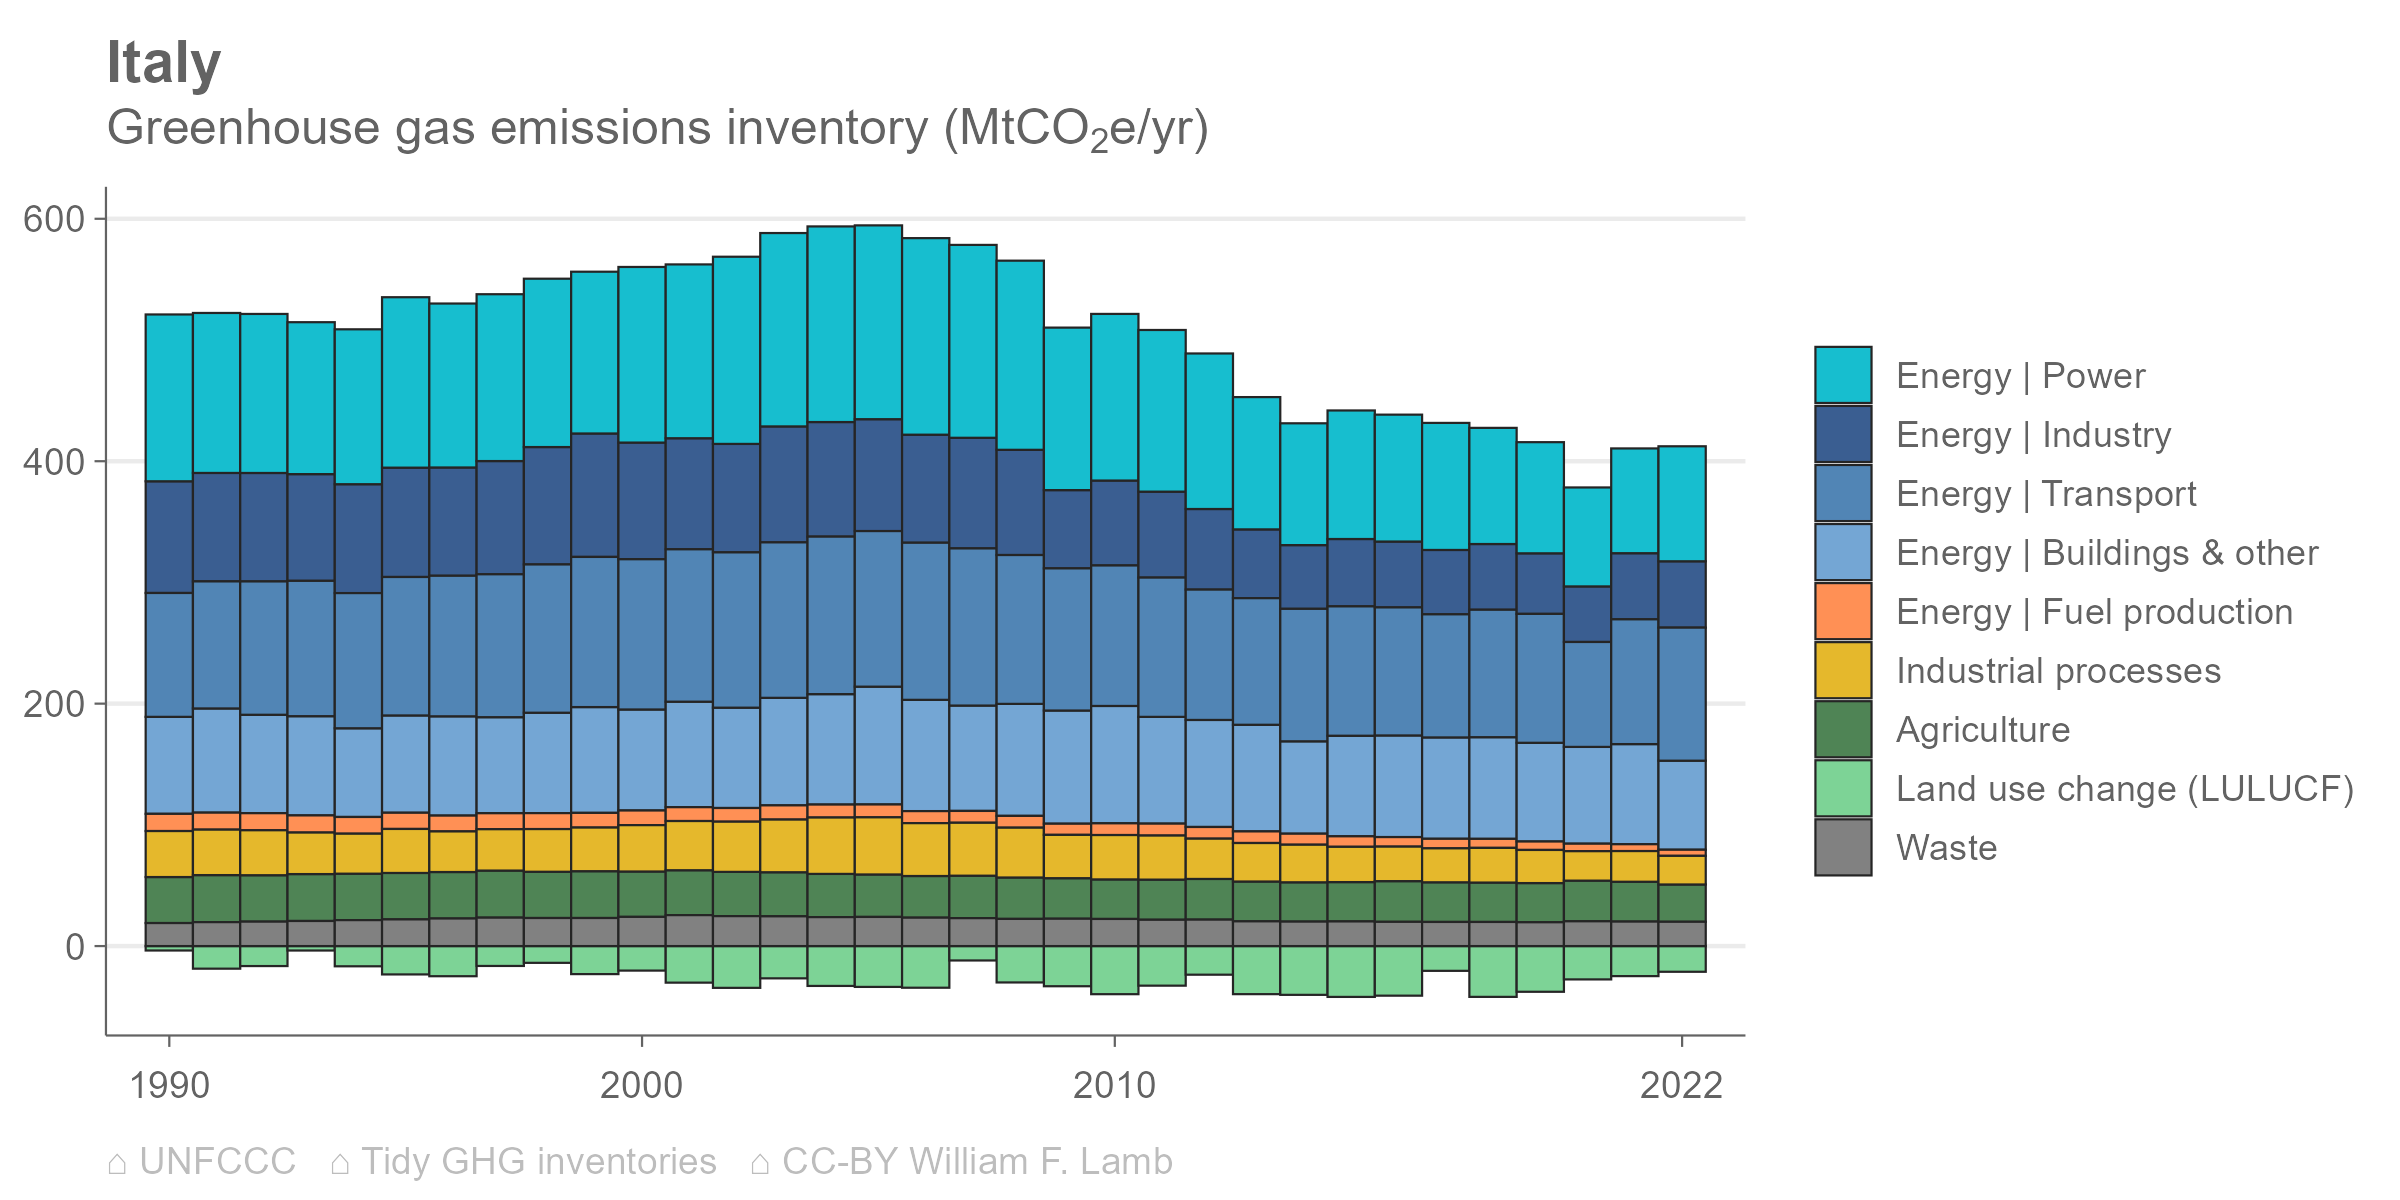 Italy
Greenhouse gas emissions inventory (MtCO₂e/yr)
600
400
200
0
1990 2000 2010 2022
Energy | Power
Energy | Industry
Energy | Transport
Energy | Buildings & other
Energy | Fuel production
Industrial processes
Agriculture
Land use change (LULUCF)
Waste
⌂ UNFCCC ⌂ Tidy GHG inventories ⌂ CC-BY William F. Lamb